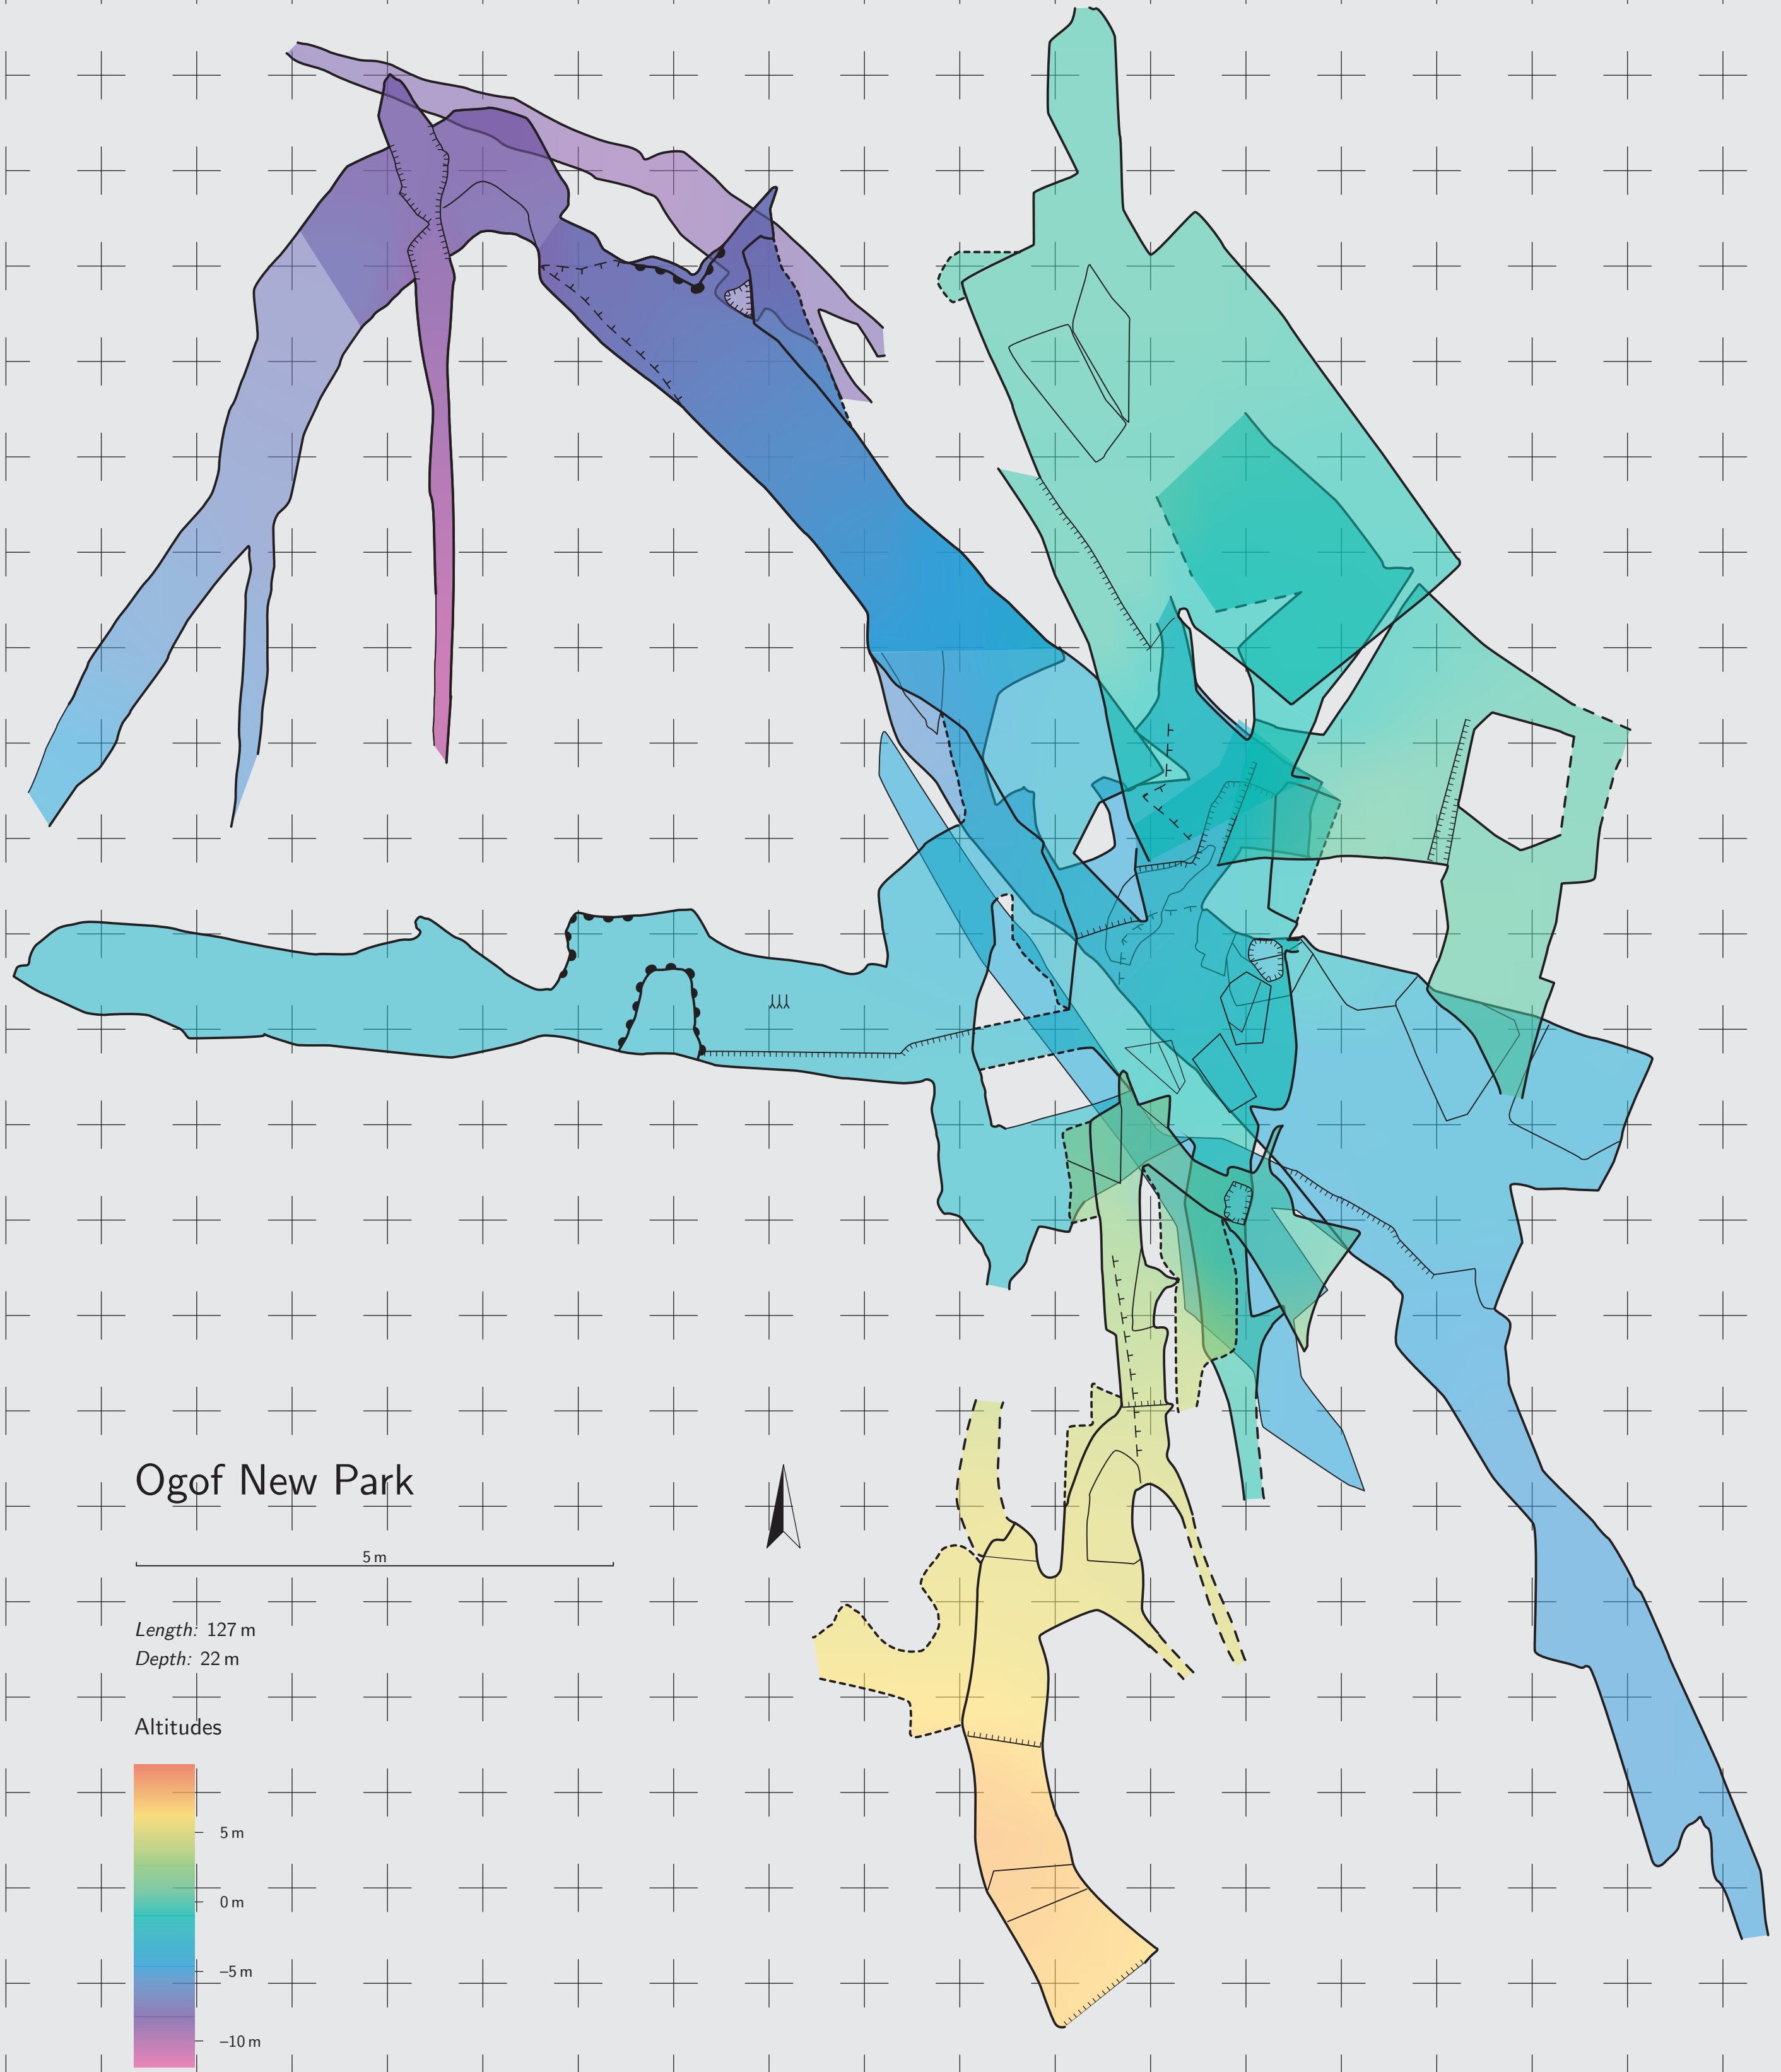 Ogof New Park
5 m
Length: 127 m
Depth: 22 m
Altitudes
5 m
0 m
−5 m
−10 m